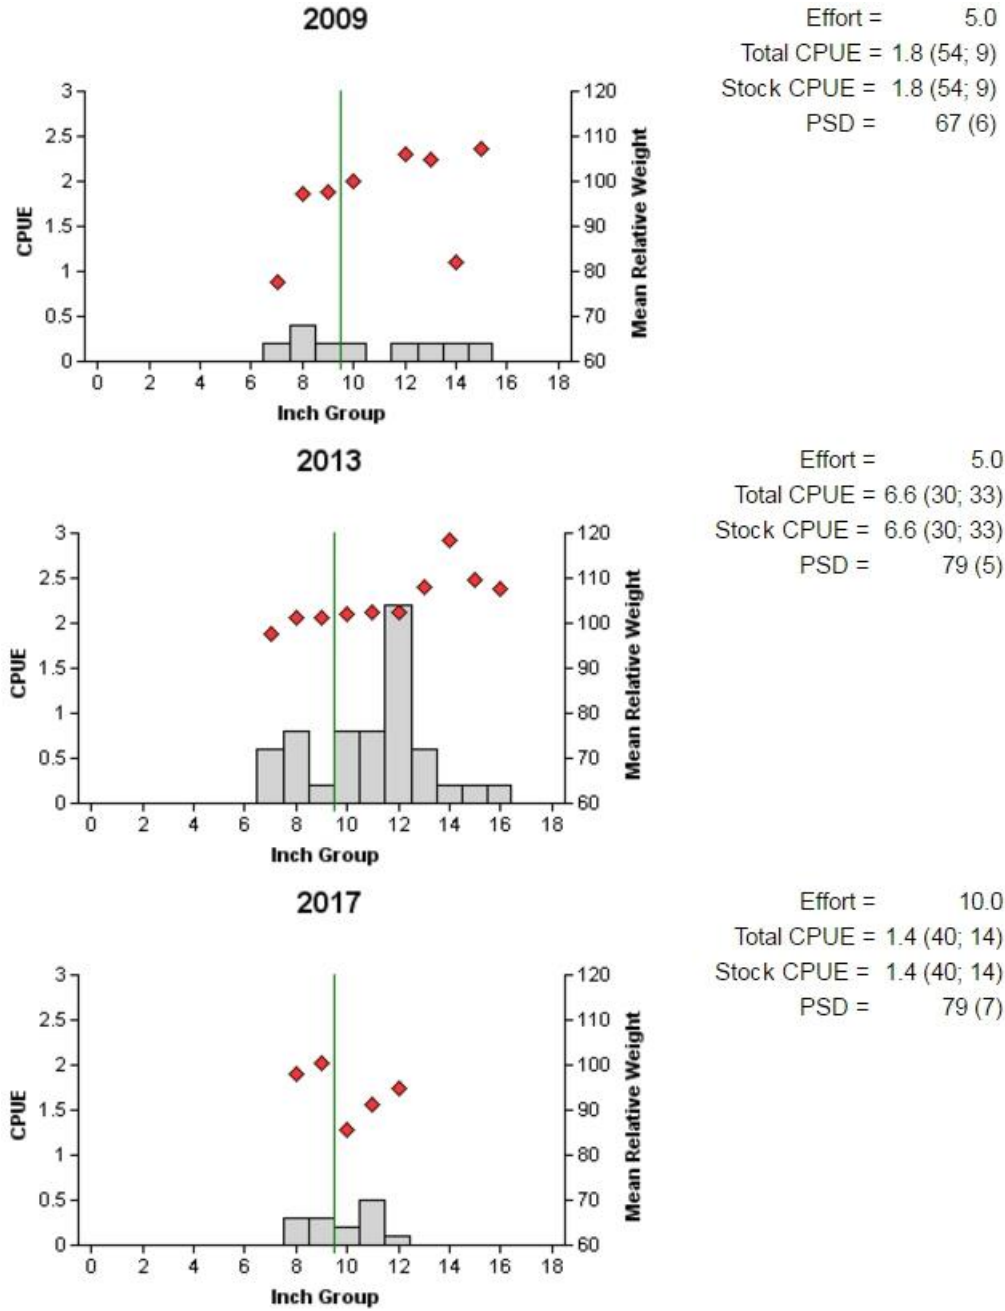 2009
Effort = 5.0
Total CPUE = 1.8 (54; 9)
Stock CPUE = 1.8 (54; 9)
PSD = 67 (6)
3
2.5
2
1.5
1
0.5
0
CPUE
120
110
100
90
80
70
60
Mean Relative Weight
0 2 4 6 8 10 12 14 16 18
Inch Group
2013
Effort = 5.0
Total CPUE = 6.6 (30; 33)
Stock CPUE = 6.6 (30; 33)
PSD = 79 (5)
3
2.5
2
1.5
1
0.5
0
CPUE
120
110
100
90
80
70
60
Mean Relative Weight
0 2 4 6 8 10 12 14 16 18
Inch Group
2017
Effort = 10.0
Total CPUE = 1.4 (40; 14)
Stock CPUE = 1.4 (40; 14)
PSD = 79 (7)
3
2.5
2
1.5
1
0.5
0
CPUE
120
110
100
90
80
70
60
Mean Relative Weight
0 2 4 6 8 10 12 14 16 18
Inch Group